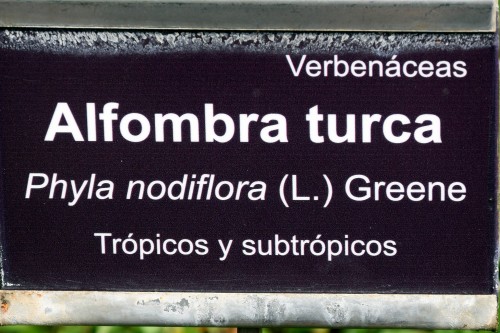 Verbenáceas
Alfombra turca
Phyla nodiflora (L.) Greene
Trópicos y subtrópicos